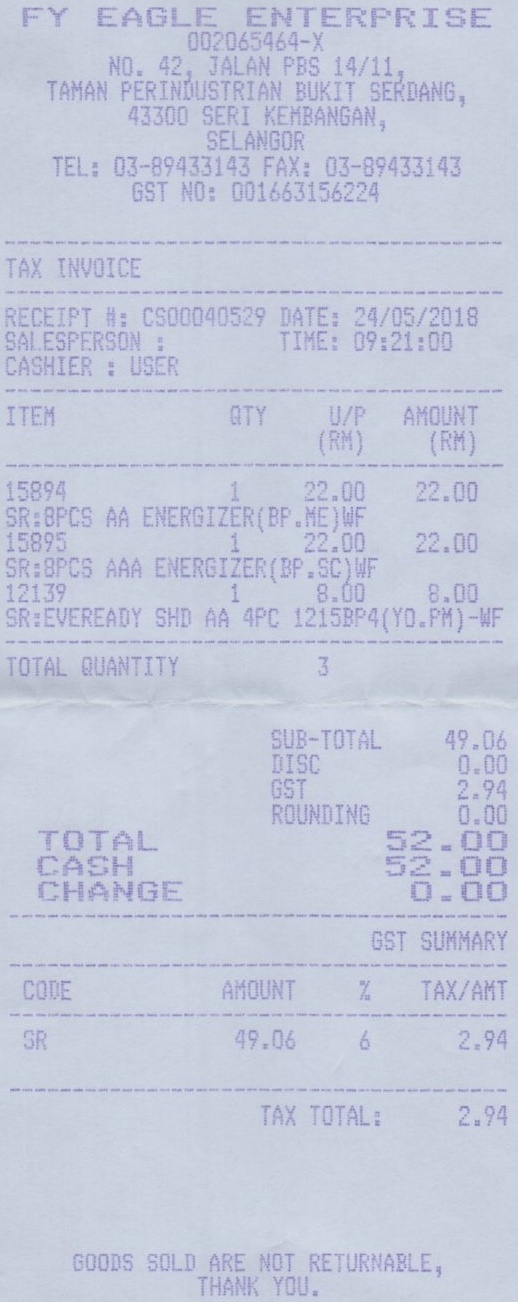 FY EAGLE ENTERPRISE
002065464-X
NO. 42, JALAN PBS 14/11,
TAMAN PERINDUSTRIAN BUKIT SERDANG,
43300 SERI KEMBANGAN,
SELANGOR
TEL: 03-89433143 FAX: 03-89433143
GST NO: 001663156224
TAX INVOICE
RECEIPT #: CS00040529 DATE: 24/05/2018
SALESPERSON : TIME: 09:21:00
CASHIER : USER
ITEM QTY U/P AMOUNT
(RM) (RM)
15894 1 22.00 22.00
SR:8PCS AA ENERGIZER(BP.ME)WF
15895 1 22.00 22.00
SR:8PCS AAA ENERGIZER(BP.SC)WF
12139 1 8.00 8.00
SR:EVEREADY SHD AA 4PC 1215BP4(YO.PM)-WF
TOTAL QUANTITY 3
SUB-TOTAL 49.06
DISC 0.00
GST 2.94
ROUNDING 0.00
TOTAL 52.00
CASH 52.00
CHANGE 0.00
GST SUMMARY
CODE AMOUNT % TAX/AMT
SR 49.06 6 2.94
TAX TOTAL: 2.94
GOODS SOLD ARE NOT RETURNABLE,
THANK YOU.